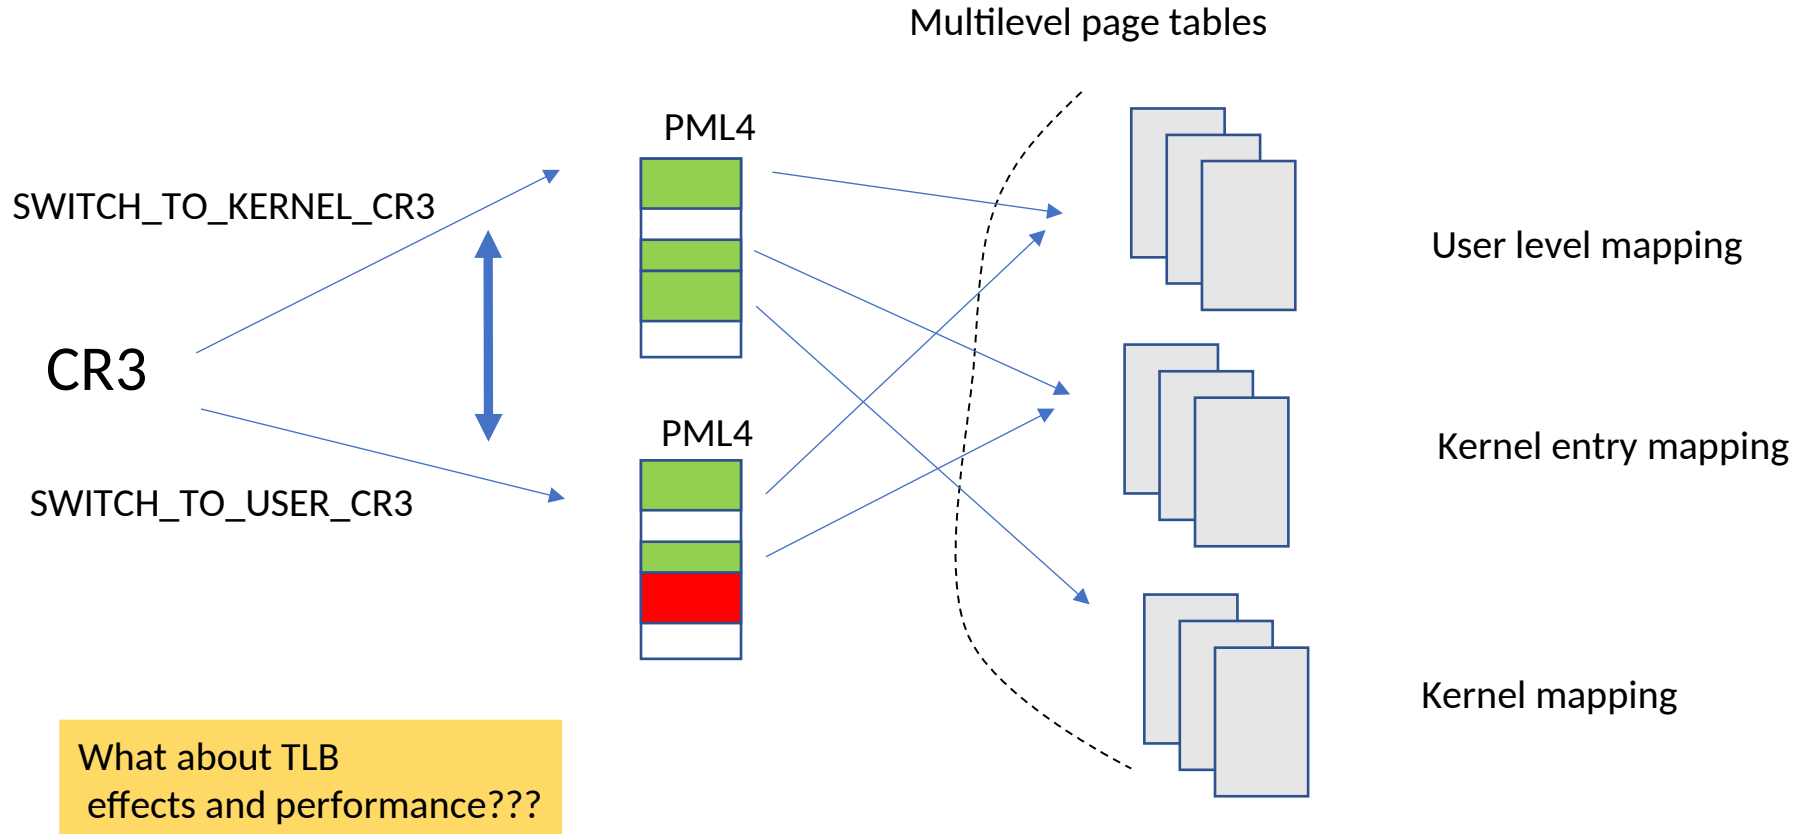 Multilevel page tables
PML4
SWITCH_TO_KERNEL_CR3
User level mapping
CR3
PML4
Kernel entry mapping
SWITCH_TO_USER_CR3
Kernel mapping
What about TLB
effects and performance???